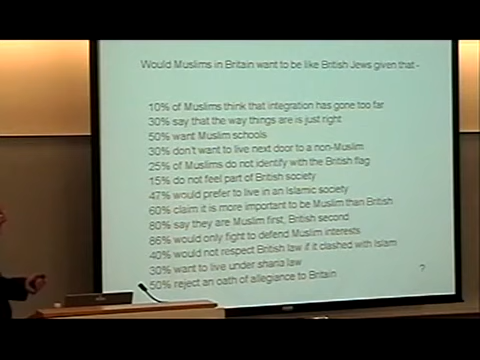 Would Muslims in Britain want to be like British Jews given that -
10% of Muslims think that integration has gone too far
30% say that the way things are is just right
50% want Muslim schools
30% don't want to live next door to a non-Muslim
25% of Muslims do not identify with the British flag
15% do not feel part of British society
47% would prefer to live in an Islamic society
60% claim it is more important to be Muslim than British
80% say they are Muslim first, British second
86% would only fight to defend Muslim interests
40% would not respect British law if it clashed with Islam
30% want to live under sharia law
50% reject an oath of allegiance to Britain
?